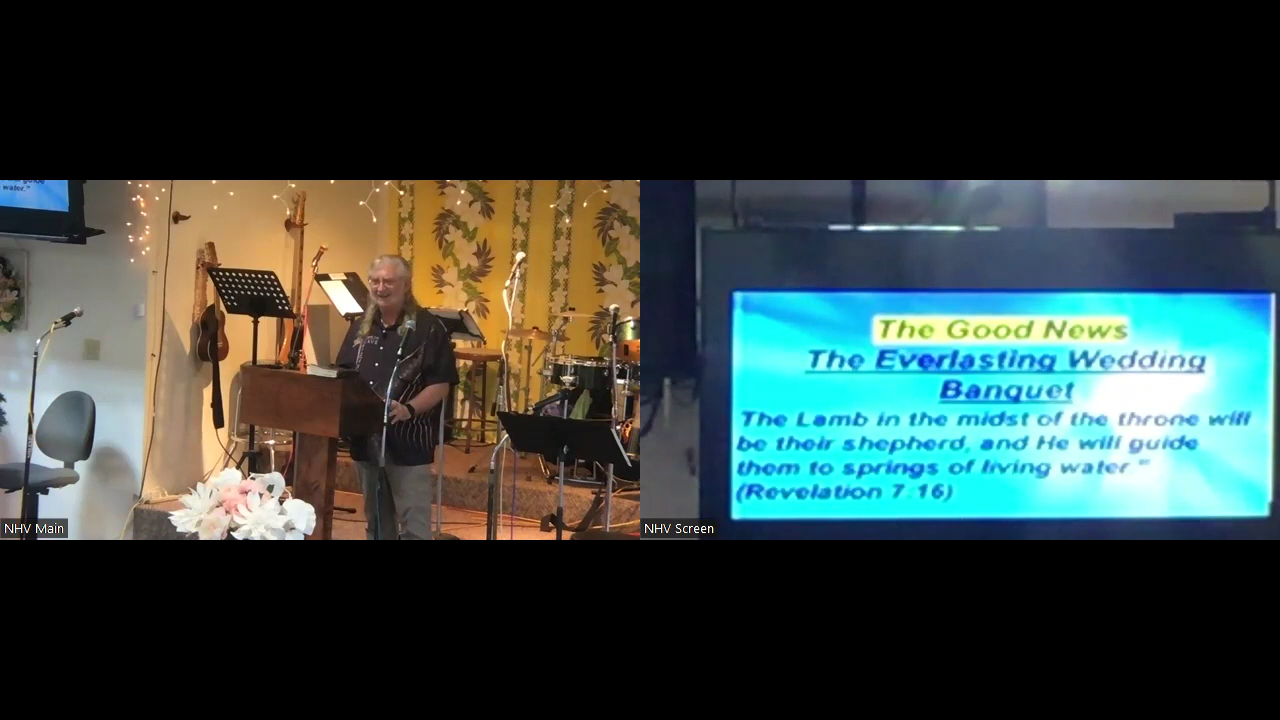 water."
The Good News
The Everlasting Wedding
Banquet
The Lamb in the midst of the throne will
be their shepherd, and He will guide
them to springs of living water."
(Revelation 7:16)
NHV Main
NHV Screen